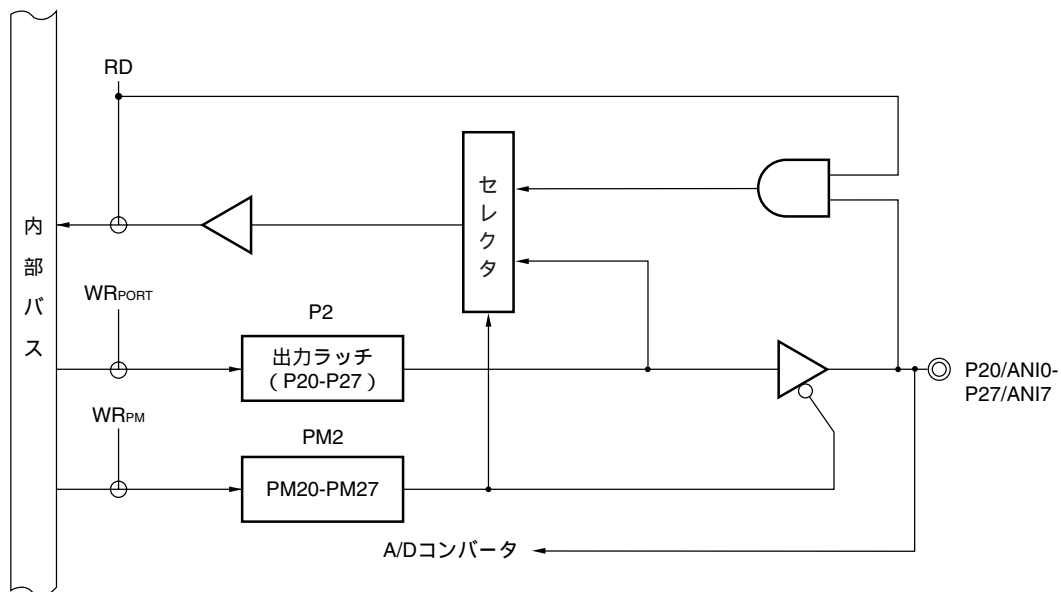 RD
セレクタ
内部バス
WRPORT
P2
出力ラッチ
（P20-P27）
P20/ANI0-
P27/ANI7
WRPM
PM2
PM20-PM27
A/Dコンバータ